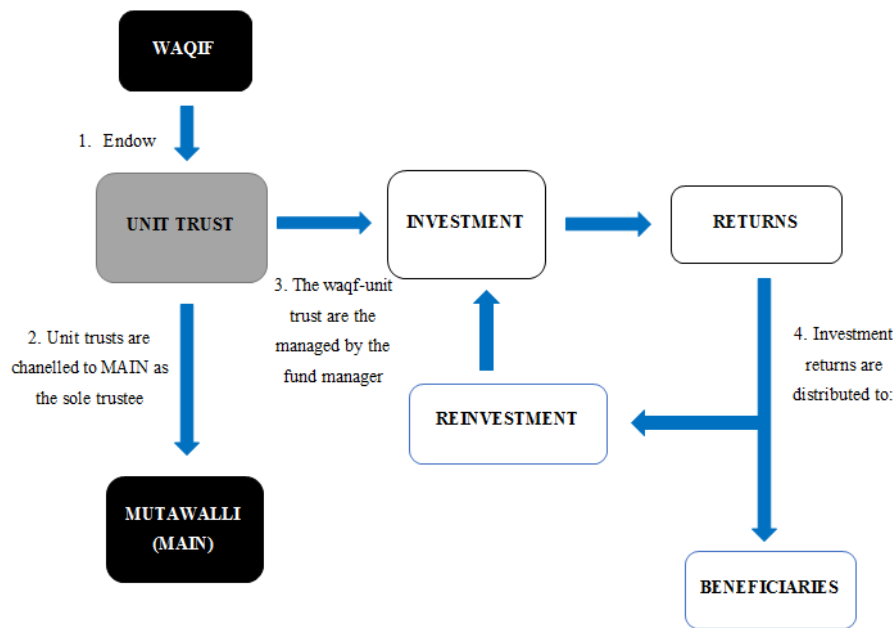 WAQIF
1. Endow
UNIT TRUST
INVESTMENT
RETURNS
2. Unit trusts are
chanelled to MAIN as
the sole trustee
3. The waqf-unit
trust are the
managed by the
fund manager
4. Investment
returns are
distributed to:
REINVESTMENT
MUTAWALLI
(MAIN)
BENEFICIARIES